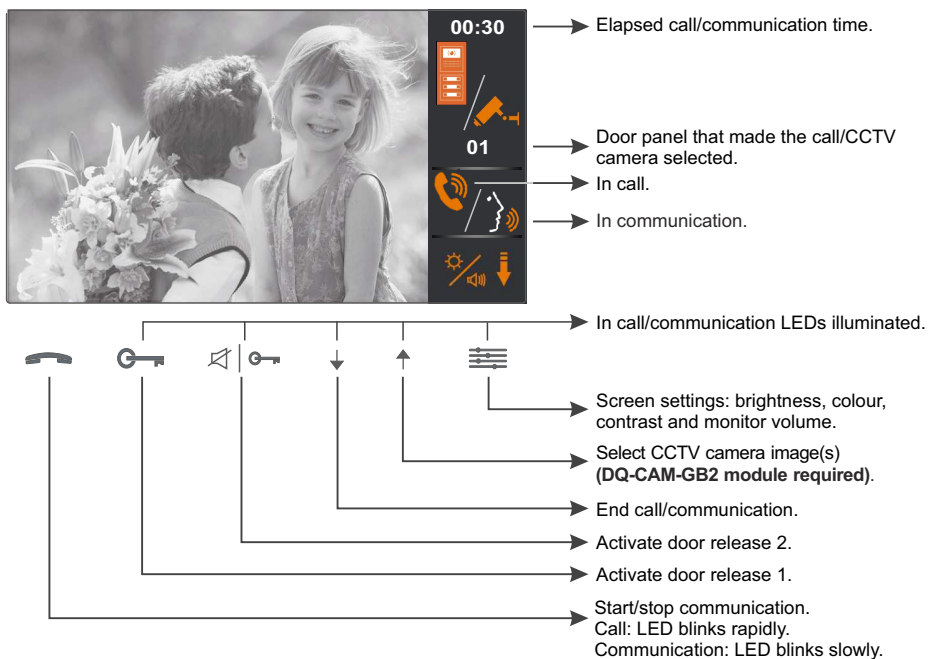 00:30
Elapsed call/communication time.
01
Door panel that made the call/CCTV
camera selected.
In call.
In communication.
In call/communication LEDs illuminated.
Screen settings: brightness, colour,
contrast and monitor volume.
Select CCTV camera image(s)
(DQ-CAM-GB2 module required).
End call/communication.
Activate door release 2.
Activate door release 1.
Start/stop communication.
Call: LED blinks rapidly.
Communication: LED blinks slowly.